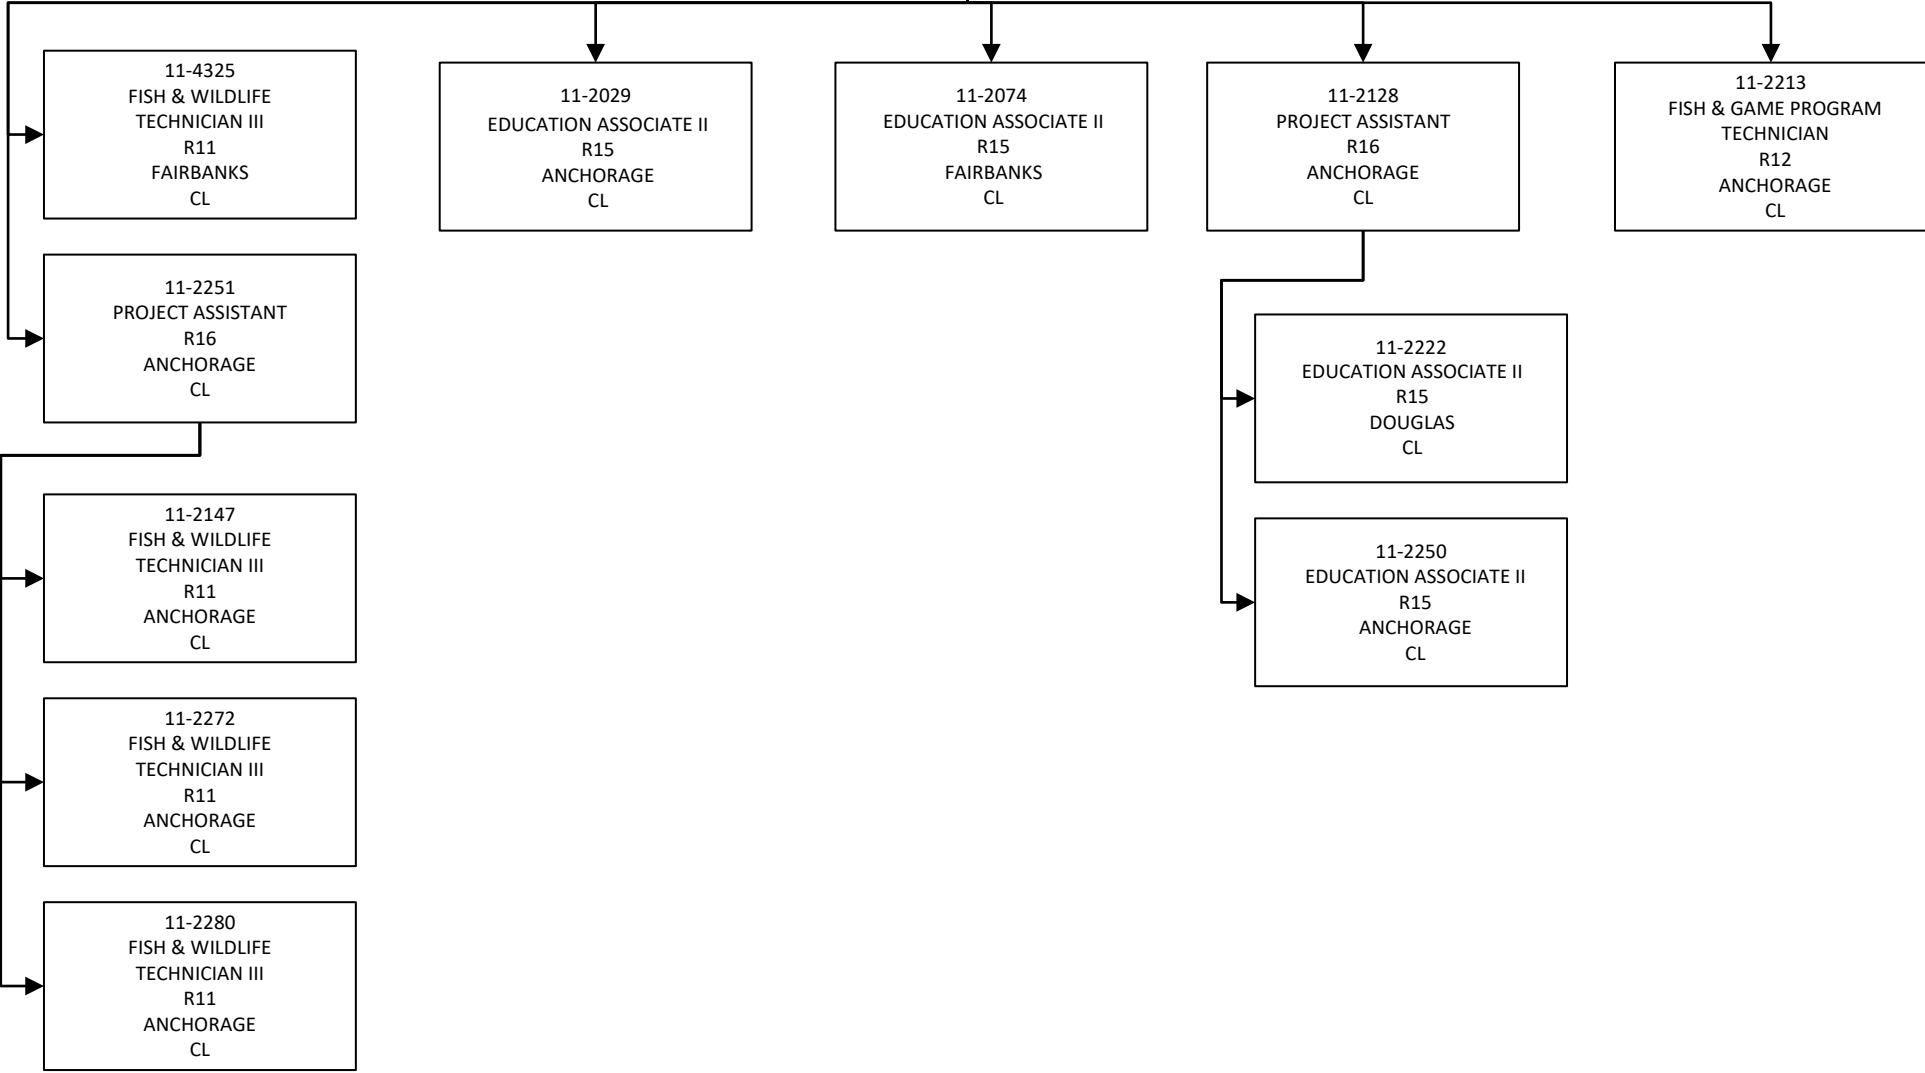 11-4325
FISH & WILDLIFE
TECHNICIAN III
R11
FAIRBANKS
CL
11-2029
EDUCATION ASSOCIATE II
R15
ANCHORAGE
CL
11-2074
EDUCATION ASSOCIATE II
R15
FAIRBANKS
CL
11-2128
PROJECT ASSISTANT
R16
ANCHORAGE
CL
11-2213
FISH & GAME PROGRAM
TECHNICIAN
R12
ANCHORAGE
CL
11-2251
PROJECT ASSISTANT
R16
ANCHORAGE
CL
11-2222
EDUCATION ASSOCIATE II
R15
DOUGLAS
CL
11-2147
FISH & WILDLIFE
TECHNICIAN III
R11
ANCHORAGE
CL
11-2250
EDUCATION ASSOCIATE II
R15
ANCHORAGE
CL
11-2272
FISH & WILDLIFE
TECHNICIAN III
R11
ANCHORAGE
CL
11-2280
FISH & WILDLIFE
TECHNICIAN III
R11
ANCHORAGE
CL